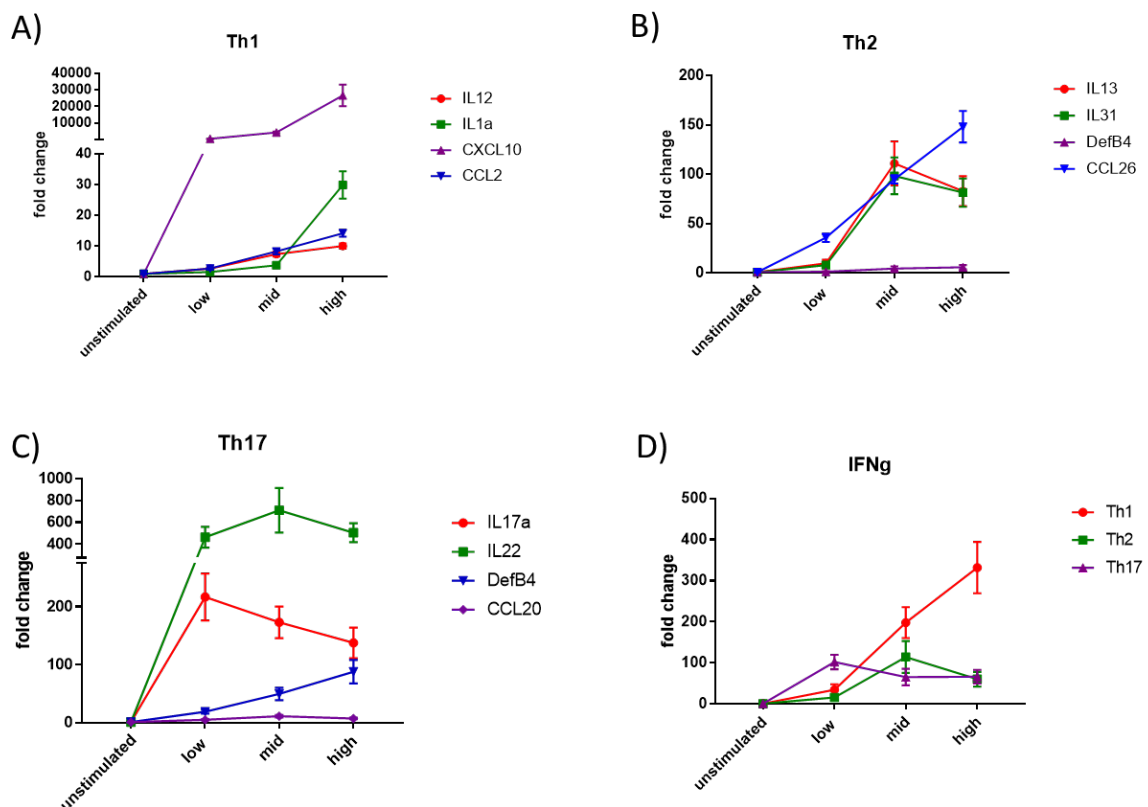 A)
Th1
40000
30000
20000
10000
40
30
20
10
0
fold change
unstimulated
low
mid
high
IL12
IL1a
CXCL10
CCL2
B)
Th2
200
150
100
50
0
fold change
unstimulated
low
mid
high
IL13
IL31
DefB4
CCL26
C)
Th17
1000
800
600
400
200
100
0
fold change
unstimulated
low
mid
high
IL17a
IL22
DefB4
CCL20
D)
IFNg
500
400
300
200
100
0
fold change
unstimulated
low
mid
high
Th1
Th2
Th17